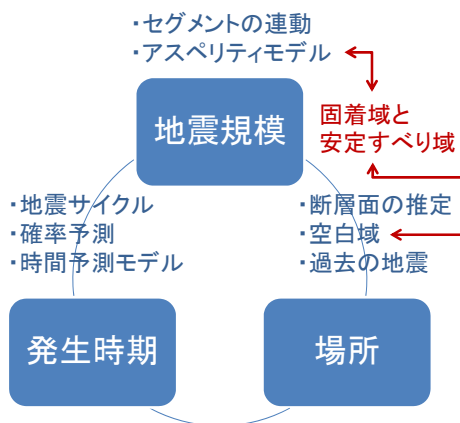 ・セグメントの連動
・アスペリティモデル
地震規模
固着域と
安定すべり域
・地震サイクル
・確率予測
・時間予測モデル
・断層面の推定
・空白域
・過去の地震
発生時期
場所